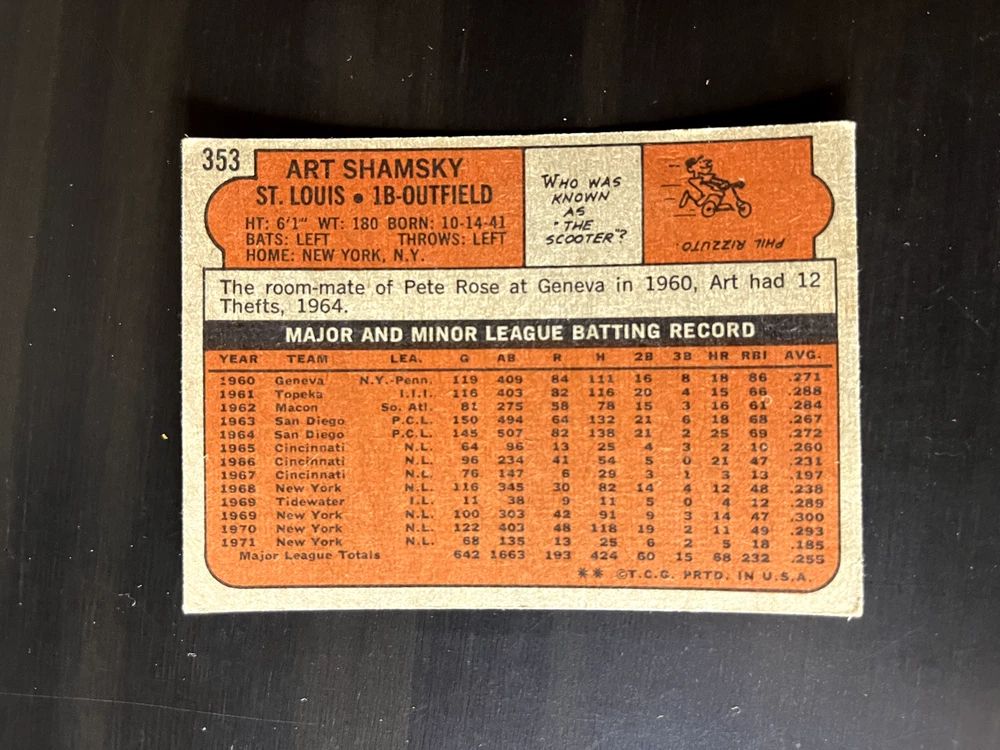 353
ART SHAMSKY
ST. LOUIS • 1B-OUTFIELD
HT: 6'1" WT: 180 BORN: 10-14-41
BATS: LEFT THROWS: LEFT
HOME: NEW YORK, N.Y.
WHO WAS
KNOWN
AS
"THE
SCOOTER"?
PHIL RIZZUTO
The room-mate of Pete Rose at Geneva in 1960, Art had 12
Thefts, 1964.
MAJOR AND MINOR LEAGUE BATTING RECORD
YEAR TEAM LEA. G AB R H 2B 3B HR RBI AVG.
1960 Geneva N.Y.-Penn. 119 409 84 111 16 8 18 86 .271
1961 Topeka I.I.I. 116 403 82 116 20 4 15 66 .288
1962 Macon So. Atl. 81 275 58 78 15 3 16 61 .284
1963 San Diego P.C.L. 150 494 64 132 21 6 18 68 .267
1964 San Diego P.C.L. 145 507 82 138 21 2 25 69 .272
1965 Cincinnati N.L. 64 96 13 25 4 3 2 10 .260
1966 Cincinnati N.L. 96 234 41 54 5 0 21 47 .231
1967 Cincinnati N.L. 76 147 6 29 3 1 3 13 .197
1968 New York N.L. 116 345 30 82 14 4 12 48 .238
1969 Tidewater I.L. 11 38 9 11 5 0 4 12 .289
1969 New York N.L. 100 303 42 91 9 3 14 47 .300
1970 New York N.L. 122 403 48 118 19 2 11 49 .293
1971 New York N.L. 68 135 13 25 6 2 5 18 .185
Major League Totals 642 1663 193 424 60 15 68 232 .255
** ©T.C.G. PRTD. IN U.S.A.